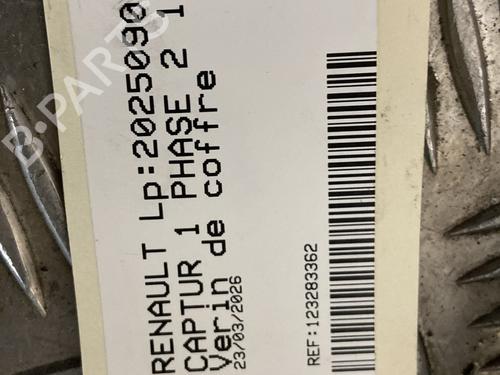 RENAULT Lp:2025090
CAPTUR 1 PHASE 2 1
Verin de coffre
23/03/2026
REF:123283362
B-PARTS